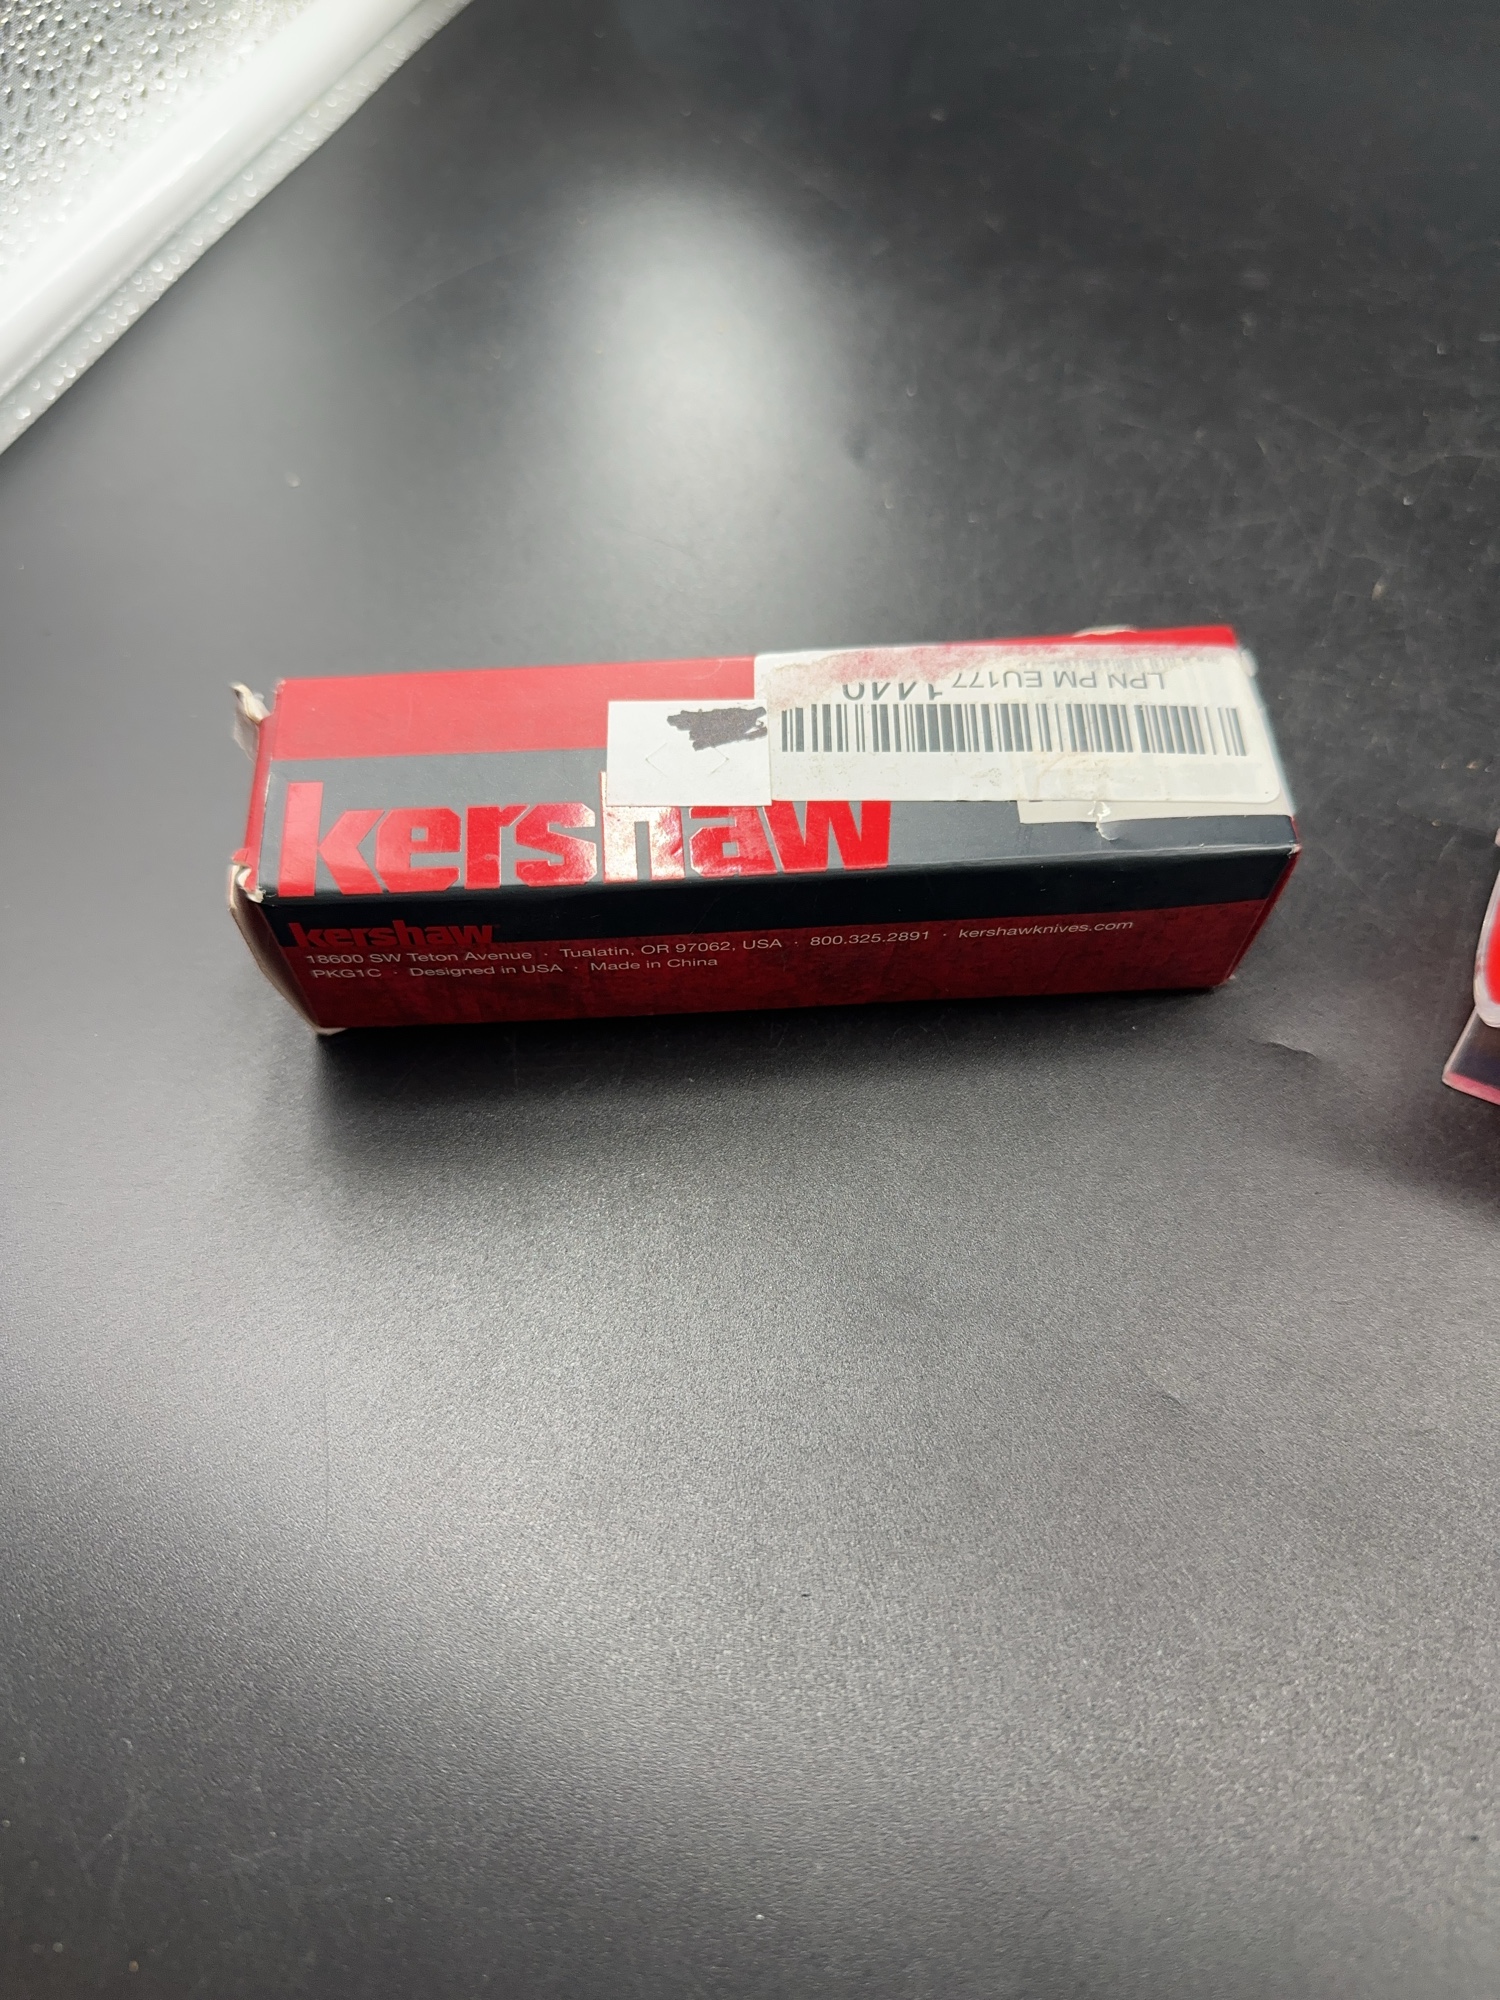 LPN PM EU177
kershaw
kershaw
18600 SW Teton Avenue · Tualatin, OR 97062, USA · 800.325.2891 · kershawknives.com
PKG1C · Designed in USA · Made in China